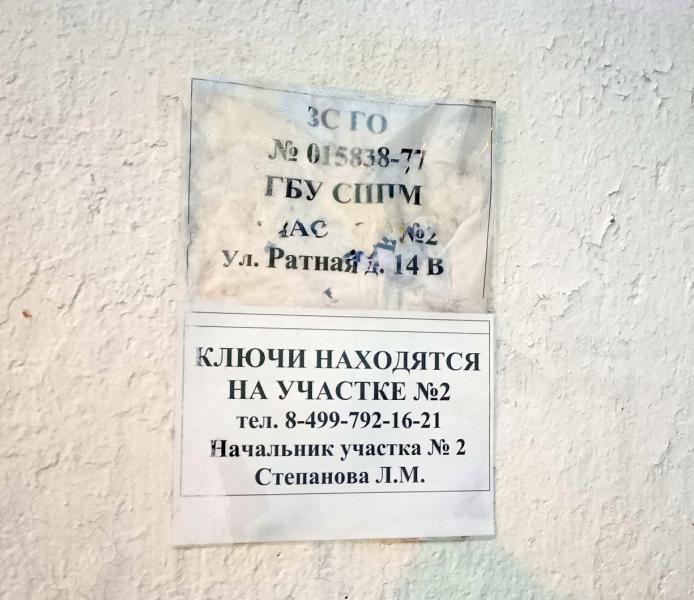 ЗС ГО
№ 015838-77
ГБУ СППМ
№2
Ул. Ратная д. 14 В
КЛЮЧИ НАХОДЯТСЯ
НА УЧАСТКЕ №2
тел. 8-499-792-16-21
Начальник участка № 2
Степанова Л.М.